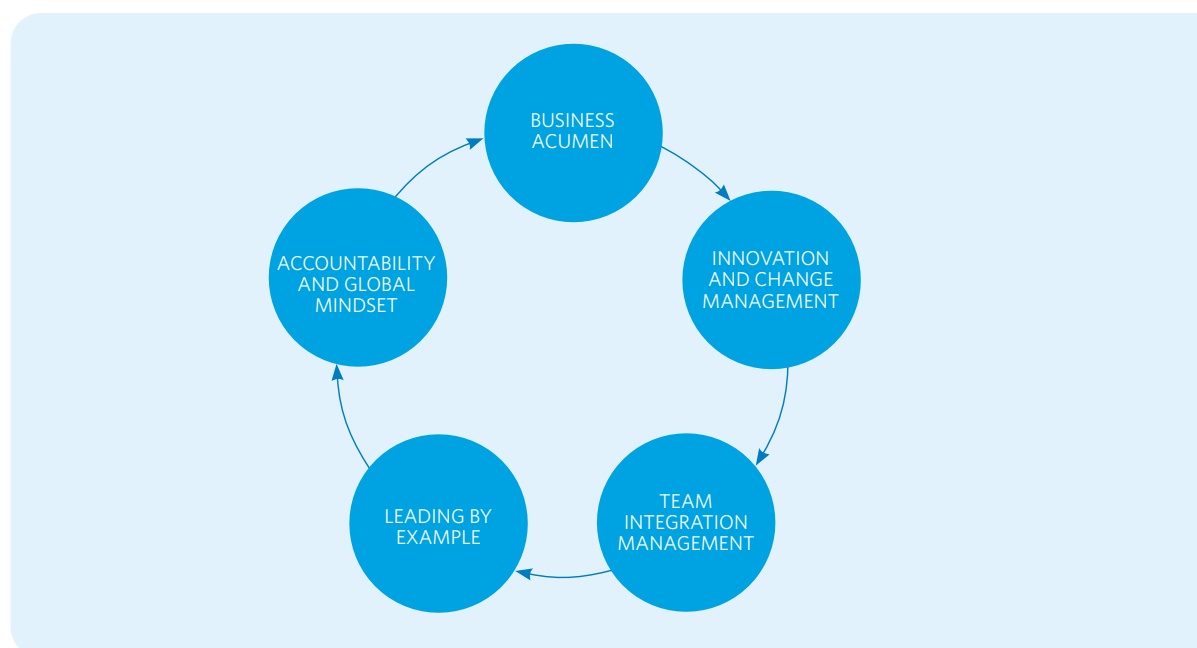 BUSINESS
ACUMEN
INNOVATION
AND CHANGE
MANAGEMENT
TEAM
INTEGRATION
MANAGEMENT
LEADING BY
EXAMPLE
ACCOUNTABILITY
AND GLOBAL
MINDSET